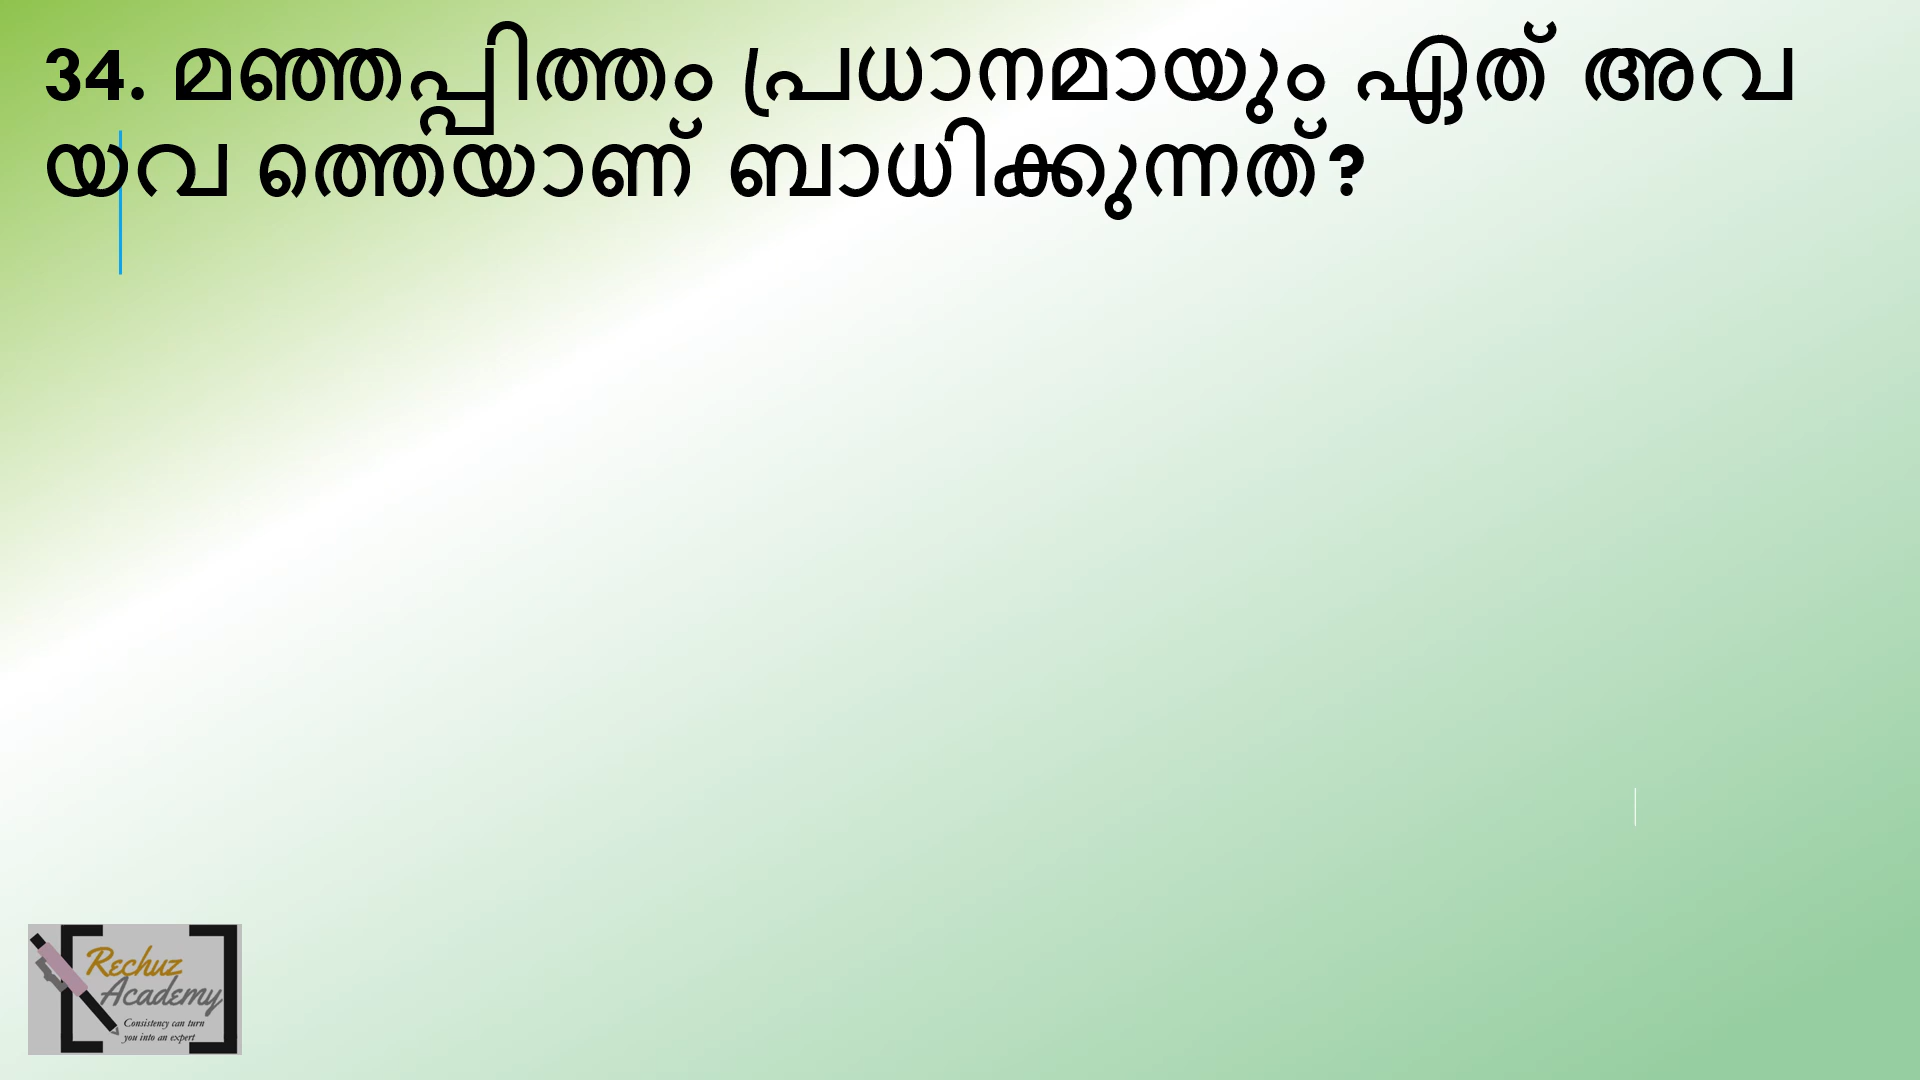 34. മഞ്ഞപ്പിത്തം പ്രധാനമായും ഏത് അവ
യവ ത്തെയാണ് ബാധിക്കുന്നത്?
Rechuz
Academy
Consistency can turn
you into an expert